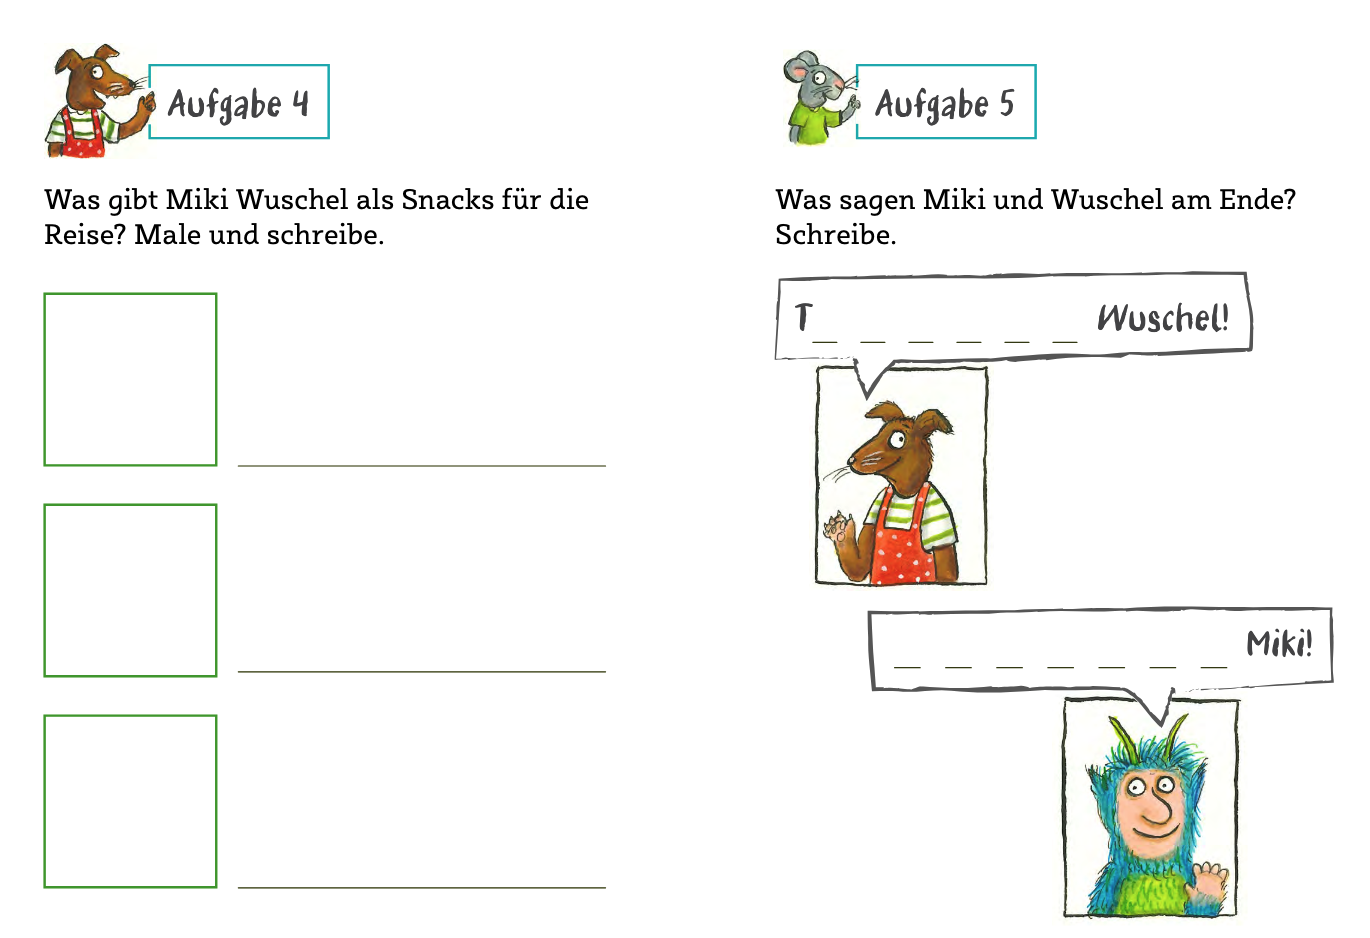 Aufgabe 4
Was gibt Miki Wuschel als Snacks für die
Reise? Male und schreibe.
Aufgabe 5
Was sagen Miki und Wuschel am Ende?
Schreibe.
T _ _ _ _ _ _ Wuschel!
_ _ _ _ _ _ _ Miki!